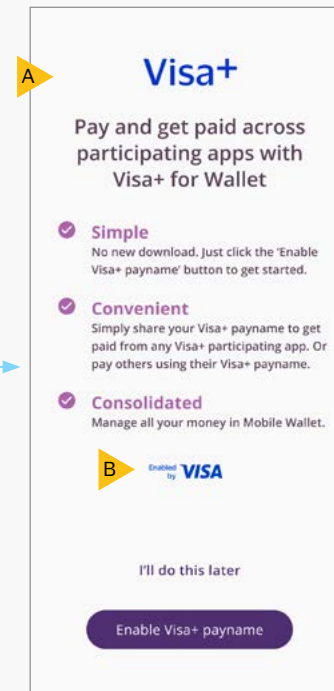 A
Visa+
Pay and get paid across
participating apps with
Visa+ for Wallet
Simple
No new download. Just click the 'Enable
Visa+ payname' button to get started.
Convenient
Simply share your Visa+ payname to get
paid from any Visa+ participating app. Or
pay others using their Visa+ payname.
Consolidated
Manage all your money in Mobile Wallet.
B
Enabled
by VISA
I'll do this later
Enable Visa+ payname